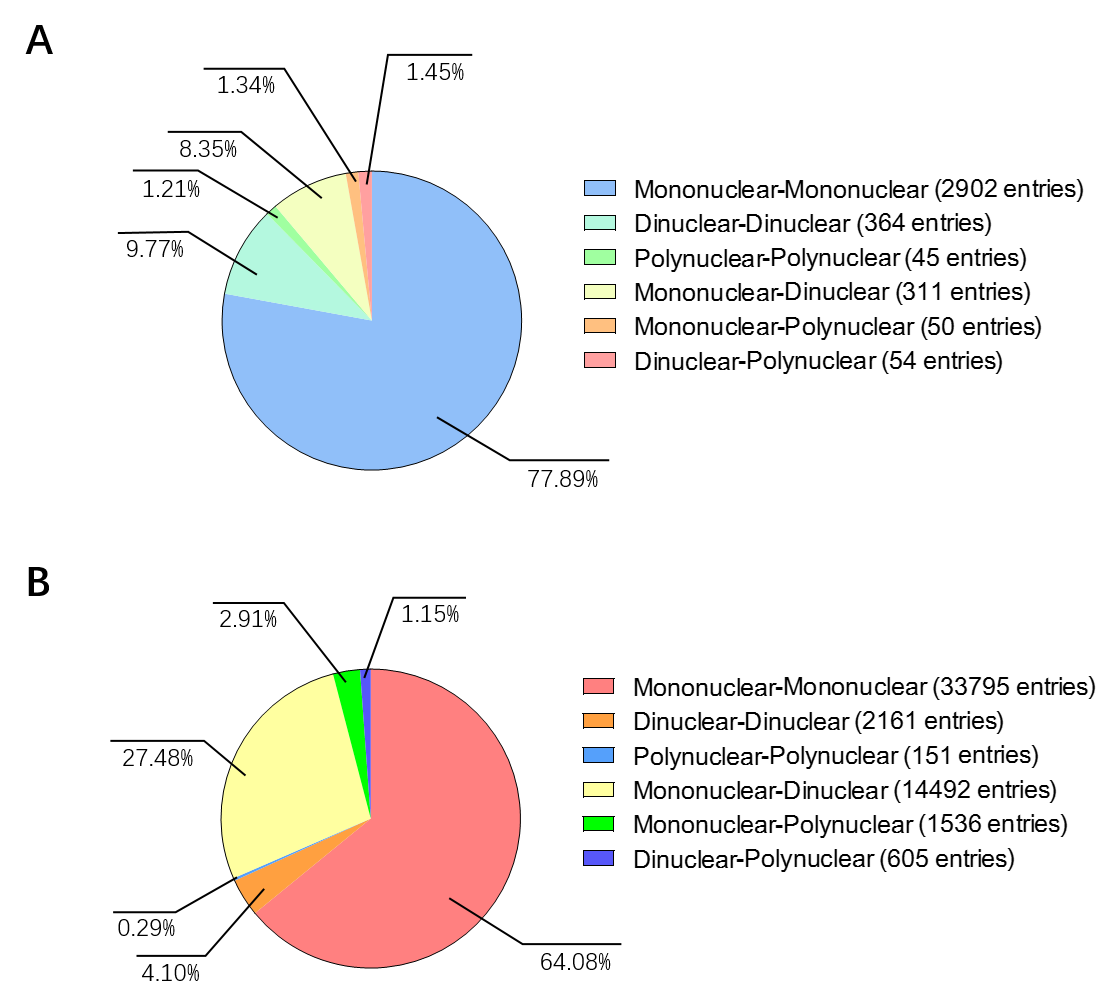 A
1.45%
1.34%
8.35%
1.21%
9.77%
77.89%
Mononuclear-Mononuclear (2902 entries)
Dinuclear-Dinuclear (364 entries)
Polynuclear-Polynuclear (45 entries)
Mononuclear-Dinuclear (311 entries)
Mononuclear-Polynuclear (50 entries)
Dinuclear-Polynuclear (54 entries)
B
2.91%
1.15%
27.48%
0.29%
4.10%
64.08%
Mononuclear-Mononuclear (33795 entries)
Dinuclear-Dinuclear (2161 entries)
Polynuclear-Polynuclear (151 entries)
Mononuclear-Dinuclear (14492 entries)
Mononuclear-Polynuclear (1536 entries)
Dinuclear-Polynuclear (605 entries)